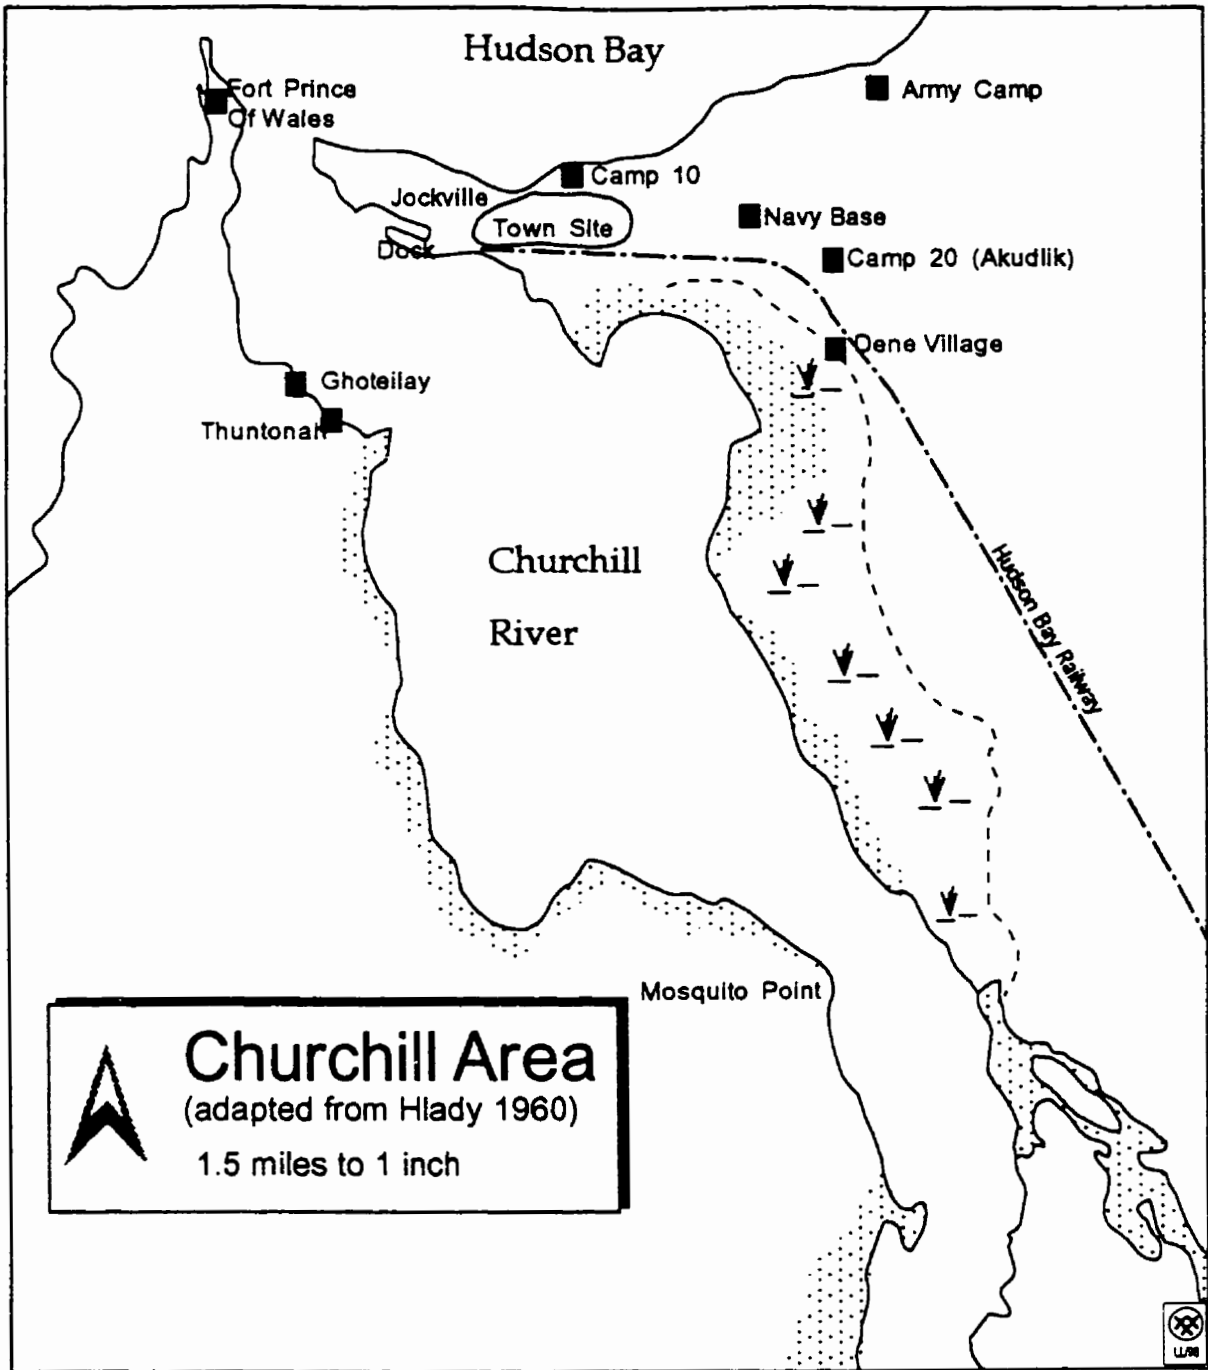 Hudson Bay
Fort Prince
Of Wales
Army Camp
Camp 10
Jockville
Town Site
Navy Base
Dock
Camp 20 (Akudlik)
Dene Village
Ghoteilay
Thuntonah
Churchill
River
Hudson Bay Railway
Mosquito Point
Churchill Area
(adapted from Hlady 1960)
1.5 miles to 1 inch
LL/98